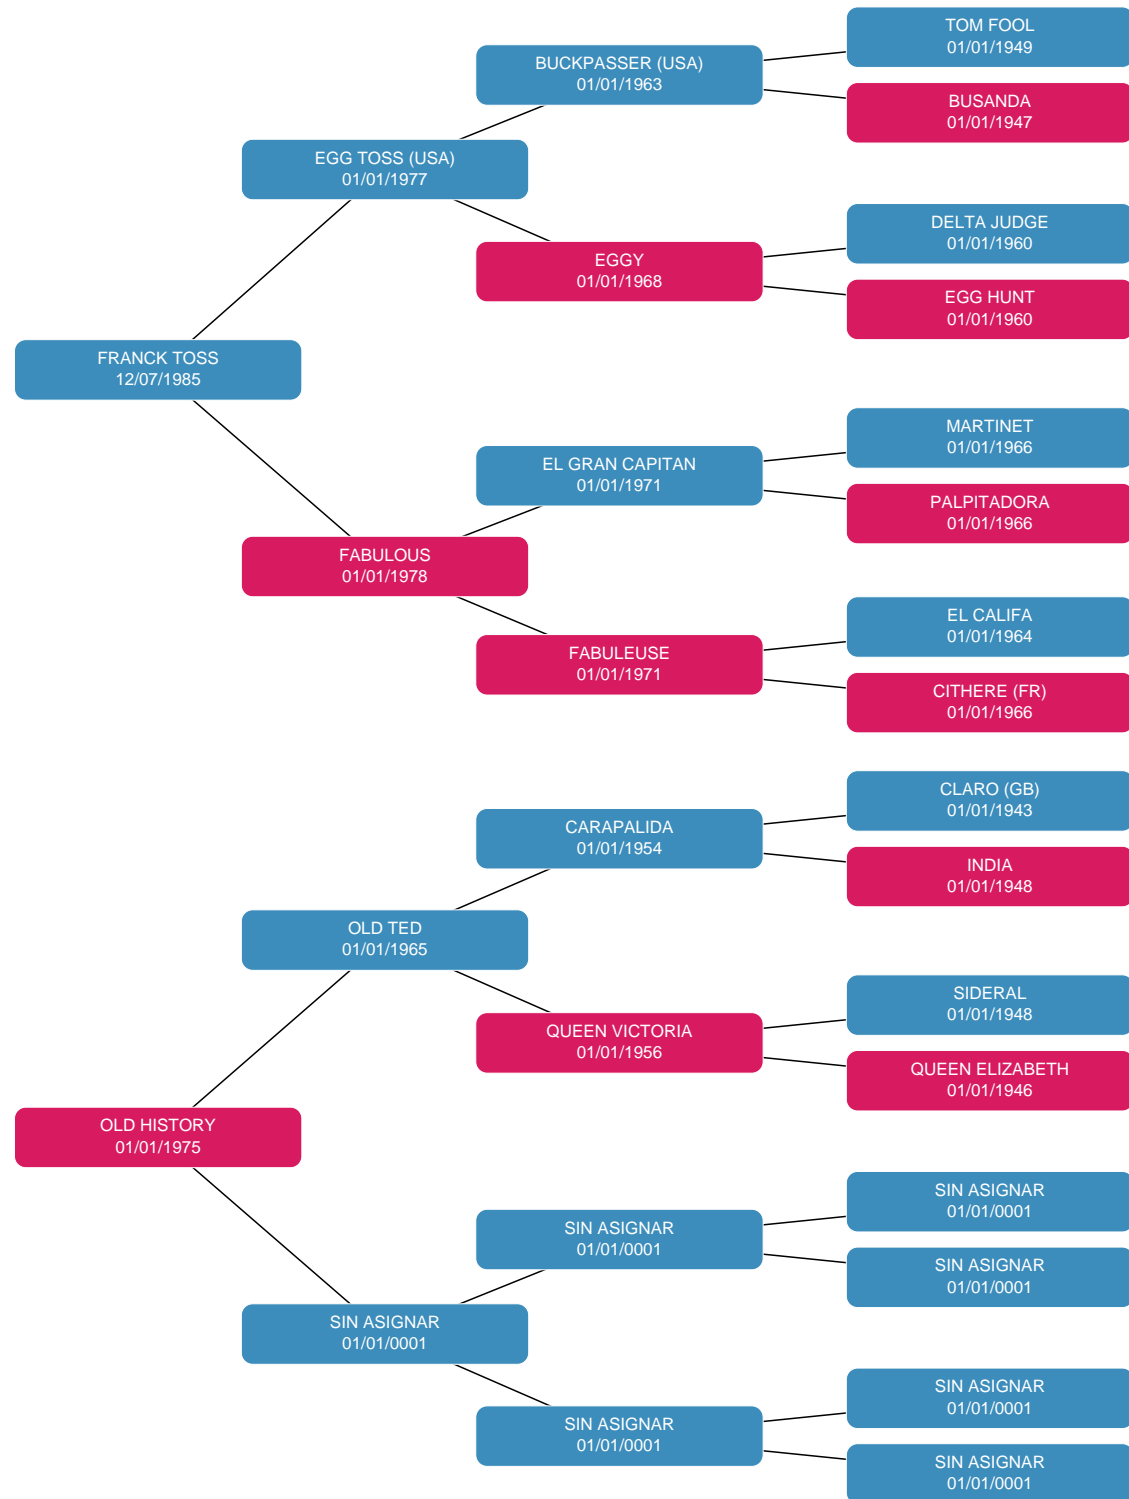 TOM FOOL
01/01/1949
BUCKPASSER (USA)
01/01/1963
BUSANDA
01/01/1947
EGG TOSS (USA)
01/01/1977
DELTA JUDGE
01/01/1960
EGGY
01/01/1968
EGG HUNT
01/01/1960
FRANCK TOSS
12/07/1985
MARTINET
01/01/1966
EL GRAN CAPITAN
01/01/1971
PALPITADORA
01/01/1966
FABULOUS
01/01/1978
EL CALIFA
01/01/1964
FABULEUSE
01/01/1971
CITHERE (FR)
01/01/1966
CLARO (GB)
01/01/1943
CARAPALIDA
01/01/1954
INDIA
01/01/1948
OLD TED
01/01/1965
SIDERAL
01/01/1948
QUEEN VICTORIA
01/01/1956
QUEEN ELIZABETH
01/01/1946
OLD HISTORY
01/01/1975
SIN ASIGNAR
01/01/0001
SIN ASIGNAR
01/01/0001
SIN ASIGNAR
01/01/0001
SIN ASIGNAR
01/01/0001
SIN ASIGNAR
01/01/0001
SIN ASIGNAR
01/01/0001
SIN ASIGNAR
01/01/0001